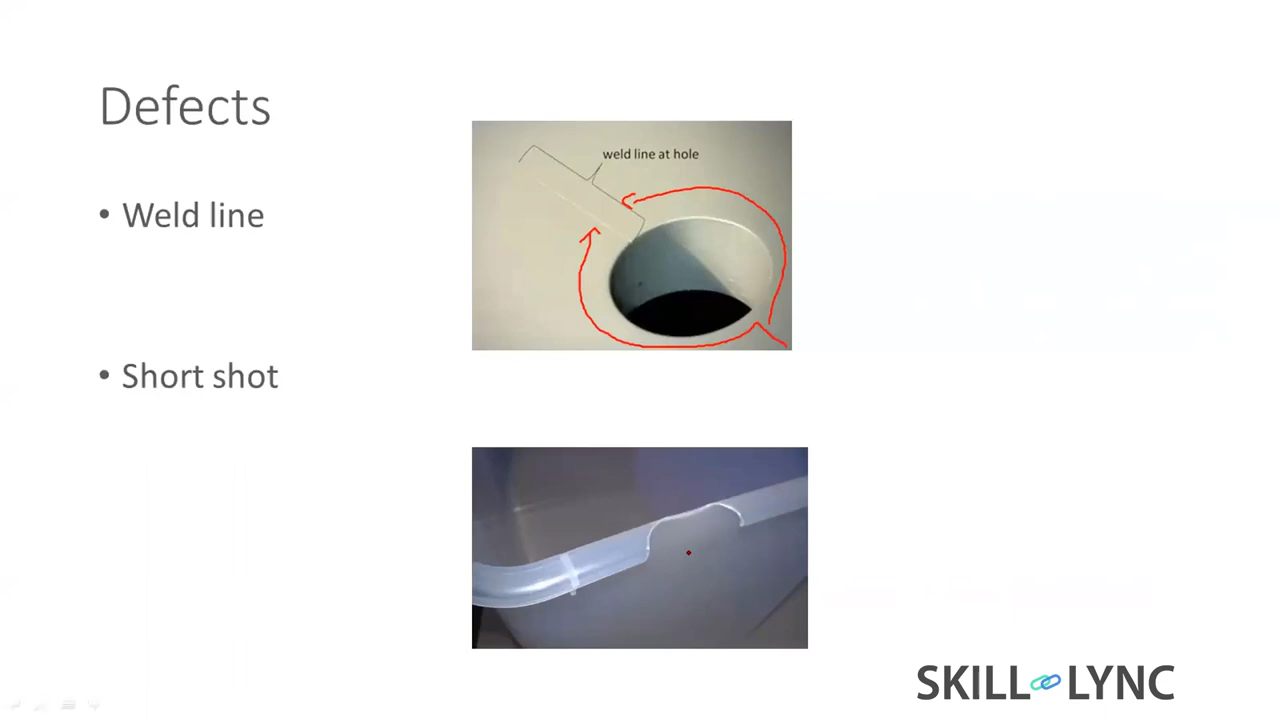 Defects
weld line at hole
• Weld line
• Short shot
SKILL LYNC